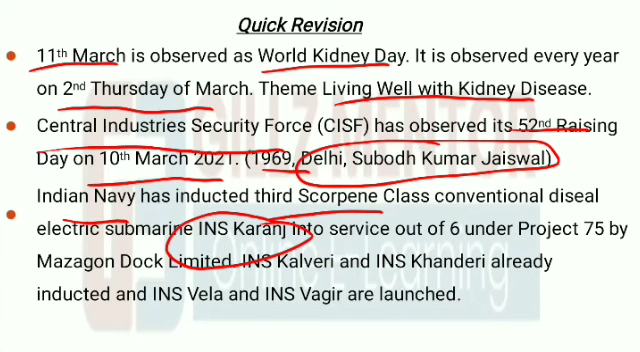 Quick Revision
11th March is observed as World Kidney Day. It is observed every year
on 2nd Thursday of March. Theme Living Well with Kidney Disease.
Central Industries Security Force (CISF) has observed its 52nd Raising
Day on 10th March 2021. (1969, Delhi, Subodh Kumar Jaiswal)
Indian Navy has inducted third Scorpene Class conventional diseal
electric submarine INS Karanj into service out of 6 under Project 75 by
Mazagon Dock Limited. INS Kalveri and INS Khanderi already
inducted and INS Vela and INS Vagir are launched.
Online E-Learning